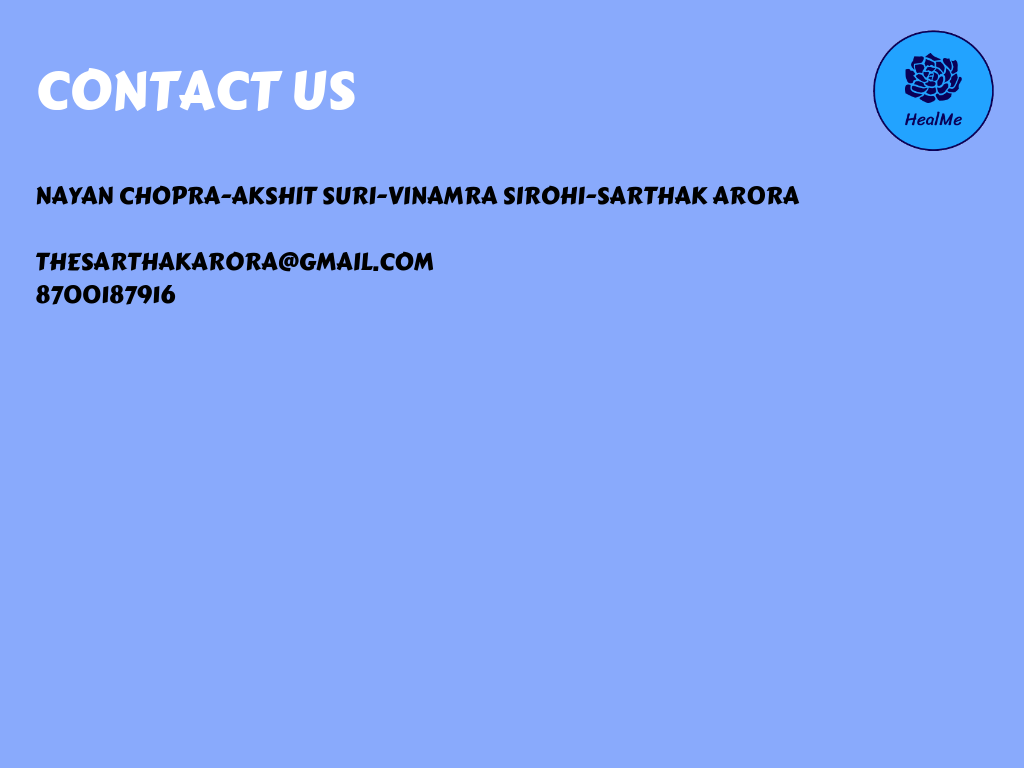 CONTACT US
HealMe
NAYAN CHOPRA-AKSHIT SURI-VINAMRA SIROHI-SARTHAK ARORA
THESARTHAKARORA@GMAIL.COM
8700187916